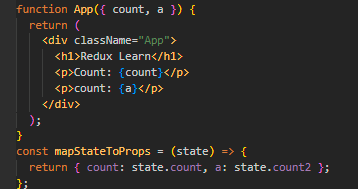 function App({ count, a }) {
  return (
    <div className="App">
      <h1>Redux Learn</h1>
      <p>Count: {count}</p>
      <p>count: {a}</p>
    </div>
  );
}
const mapStateToProps = (state) => {
  return { count: state.count, a: state.count2 };
};